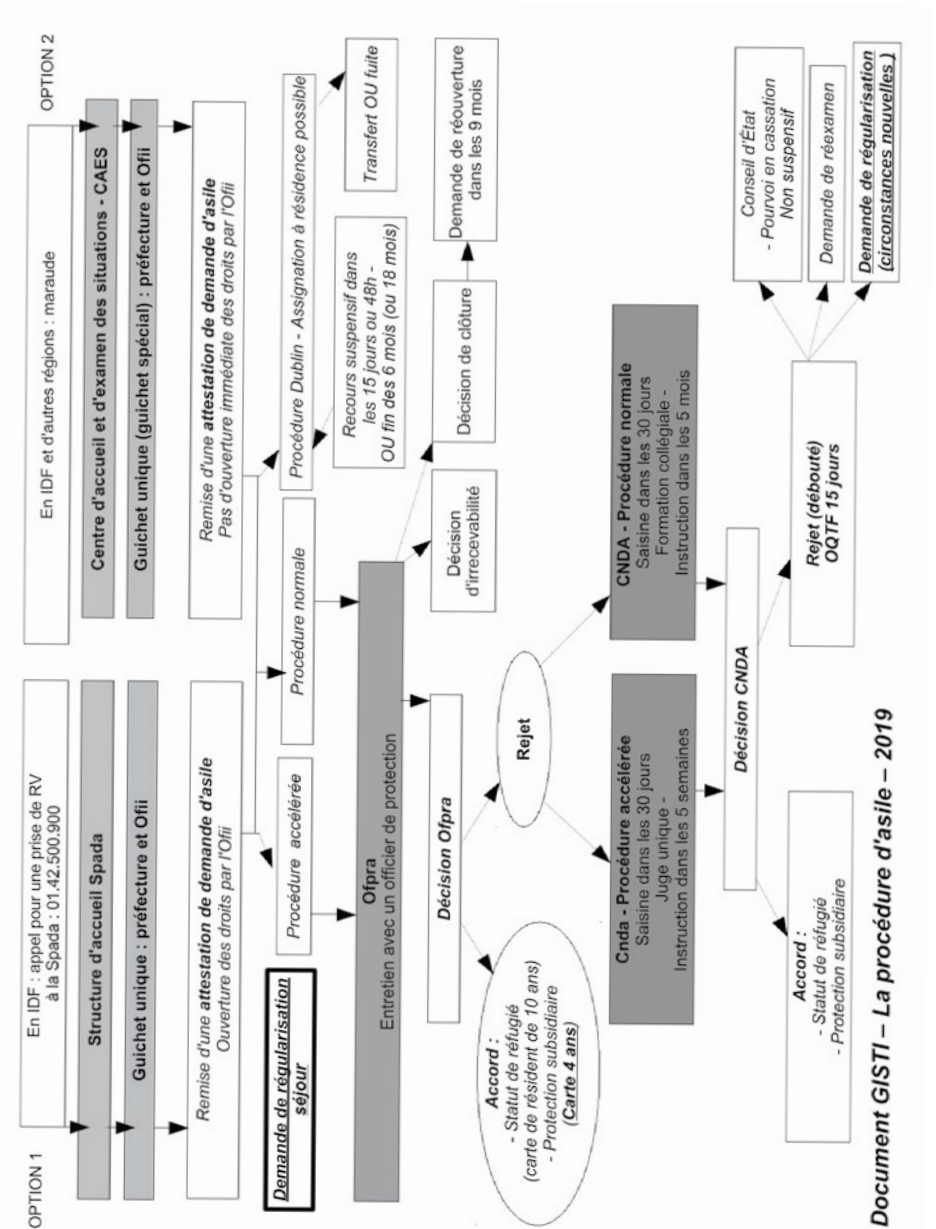 OPTION 1
OPTION 2
En IDF : appel pour une prise de RV
à la Spada : 01.42.500.900
En IDF et d'autres régions : maraude
Structure d'accueil Spada
Centre d'accueil et d'examen des situations - CAES
Guichet unique : préfecture et Ofii
Guichet unique (guichet spécial) : préfecture et Ofii
Remise d'une attestation de demande d'asile
Ouverture des droits par l'Ofii
Remise d'une attestation de demande d'asile
Pas d'ouverture immédiate des droits par l'Ofii
Demande de régularisation
séjour
Procédure accélérée
Procédure normale
Procédure Dublin - Assignation à résidence possible
Recours suspensif dans
les 15 jours ou 48h -
OU fin des 6 mois (ou 18 mois)
Transfert OU fuite
Ofpra
Entretien avec un officier de protection
Décision Ofpra
Décision
d'irrecevabilité
Décision de clôture
Demande de réouverture
dans les 9 mois
Accord :
- Statut de réfugié
(carte de résident de 10 ans)
- Protection subsidiaire
(Carte 4 ans)
Rejet
Cnda - Procédure accélérée
Saisine dans les 30 jours
Juge unique -
Instruction dans les 5 semaines
CNDA - Procédure normale
Saisine dans les 30 jours
Formation collégiale -
Instruction dans les 5 mois
Décision CNDA
Accord :
- Statut de réfugié
- Protection subsidiaire
Rejet (débouté)
OQTF 15 jours
Conseil d'État
- Pourvoi en cassation
Non suspensif
Demande de réexamen
Demande de régularisation
(circonstances nouvelles )
Document GISTI – La procédure d'asile – 2019